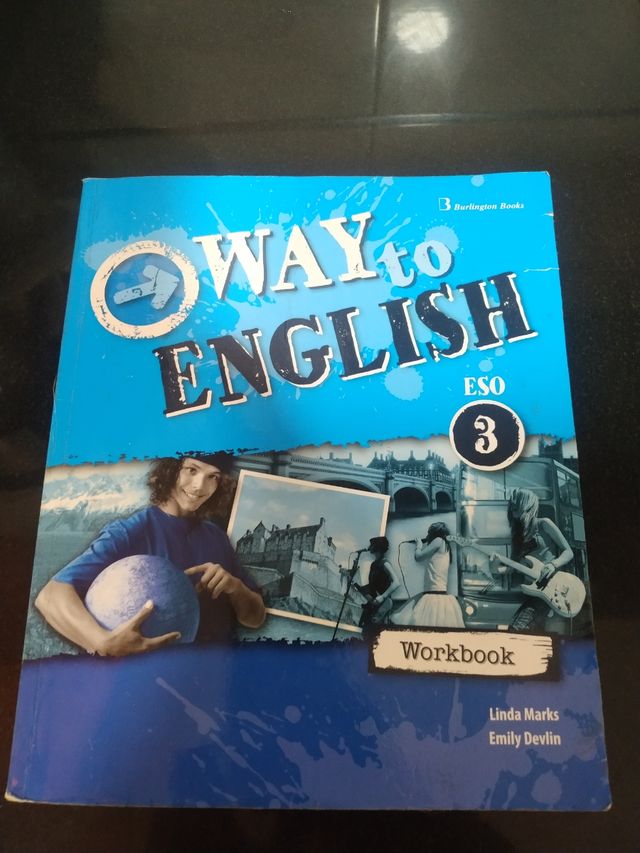 Burlington Books
WAY to
ENGLISH
ESO
3
Workbook
Linda Marks
Emily Devlin